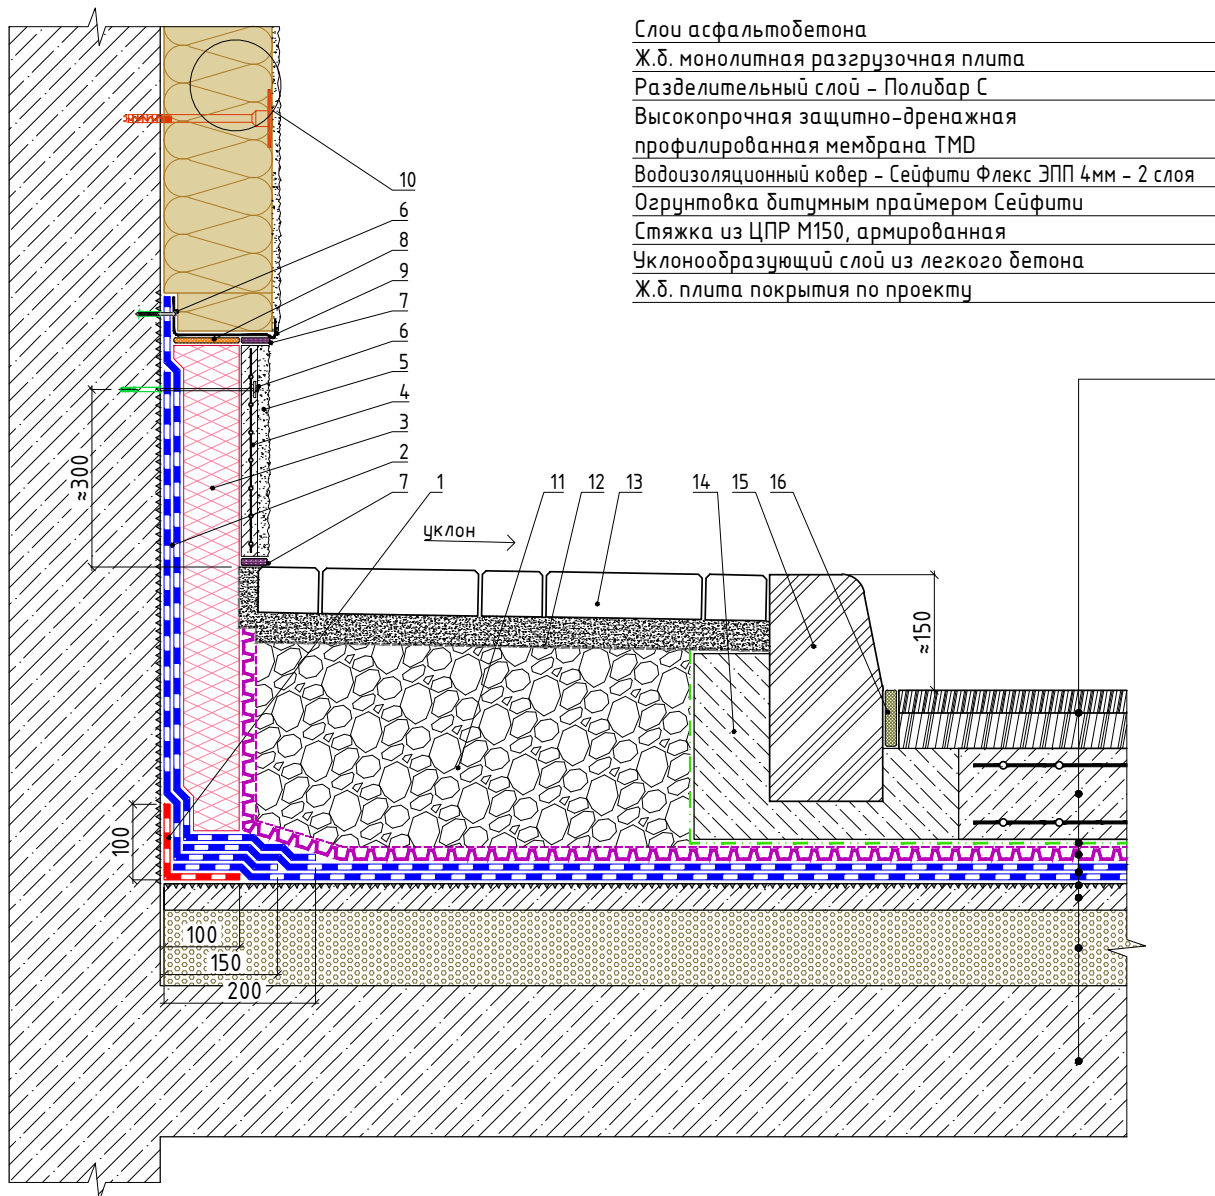 Слои асфальтобетона
Ж.б. монолитная разгрузочная плита
Разделительный слой - Полибар С
Высокопрочная защитно-дренажная
профилированная мембрана TMD
Водоизоляционный ковер - Сейфити Флекс ЭПП 4мм - 2 слоя
Огрунтовка битумным праймером Сейфити
Стяжка из ЦПР М150, армированная
Уклонообразующий слой из легкого бетона
Ж.б. плита покрытия по проекту
10
6
8
9
7
6
5
4
3
2
7
1
11
12
13
14
15
16
≈300
уклон
≈150
100
100
150
200